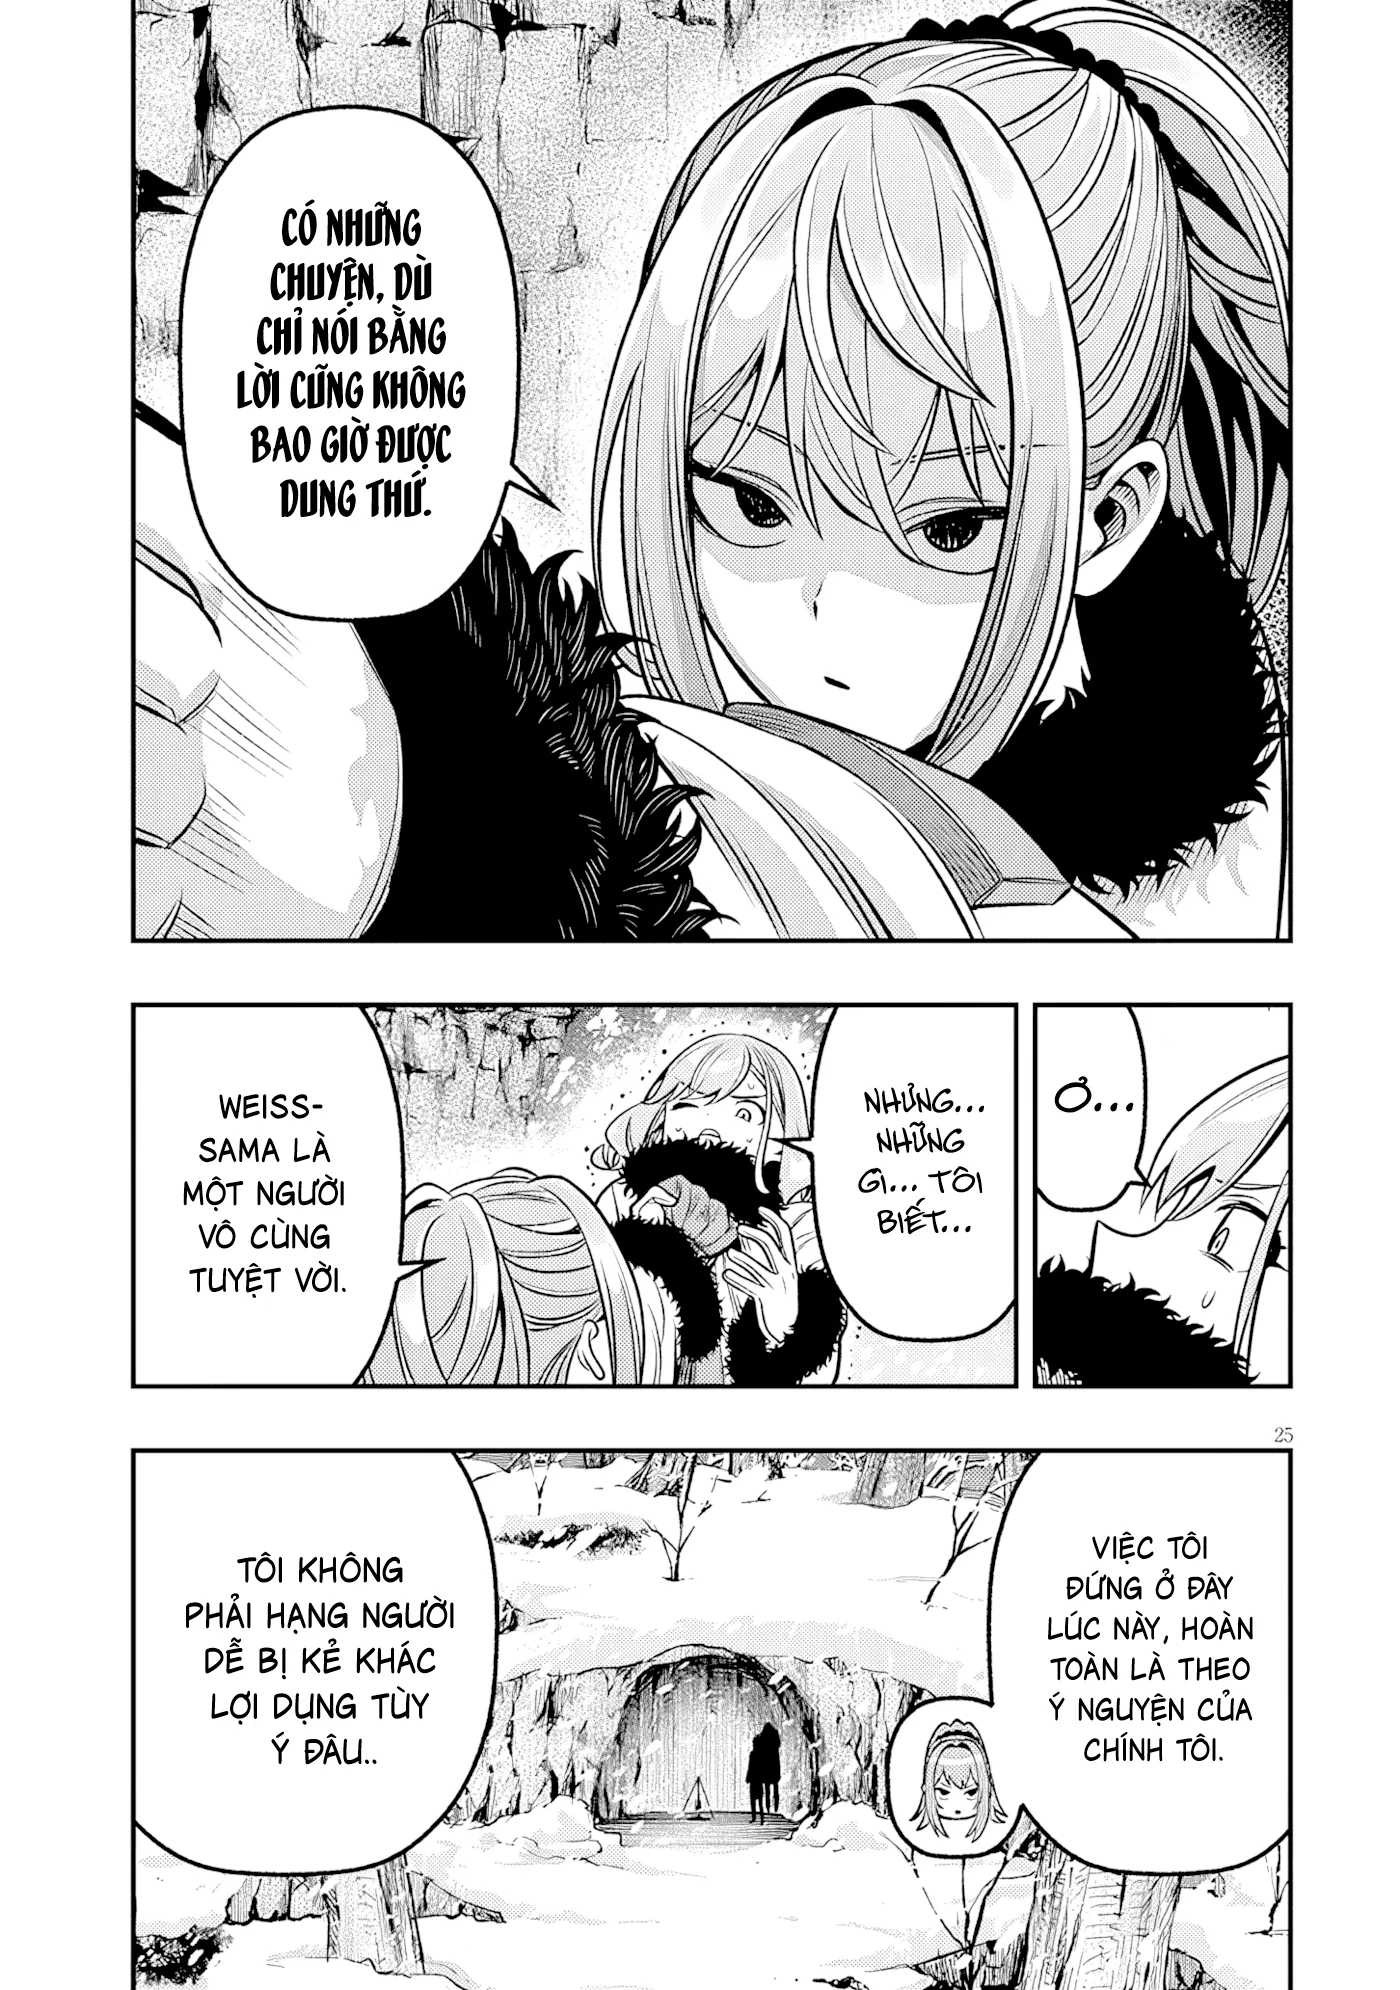 CÓ NHỮNG
CHUYỆN, DÙ
CHỈ NÓI BẰNG
LỜI CŨNG KHÔNG
BAO GIỜ ĐƯỢC
DUNG THỨ.
Ở...
NHƯNG...
NHỮNG
GÌ... TÔI
BIẾT...
WEISS-
SAMA LÀ
MỘT NGƯỜI
VÔ CÙNG
TUYỆT VỜI.
25
VIỆC TÔI
ĐỨNG Ở ĐÂY
LÚC NÀY, HOÀN
TOÀN LÀ THEO
Ý NGUYỆN CỦA
CHÍNH TÔI.
TÔI KHÔNG
PHẢI HẠNG NGƯỜI
DỄ BỊ KẺ KHÁC
LỢI DỤNG TÙY
Ý ĐÂU..